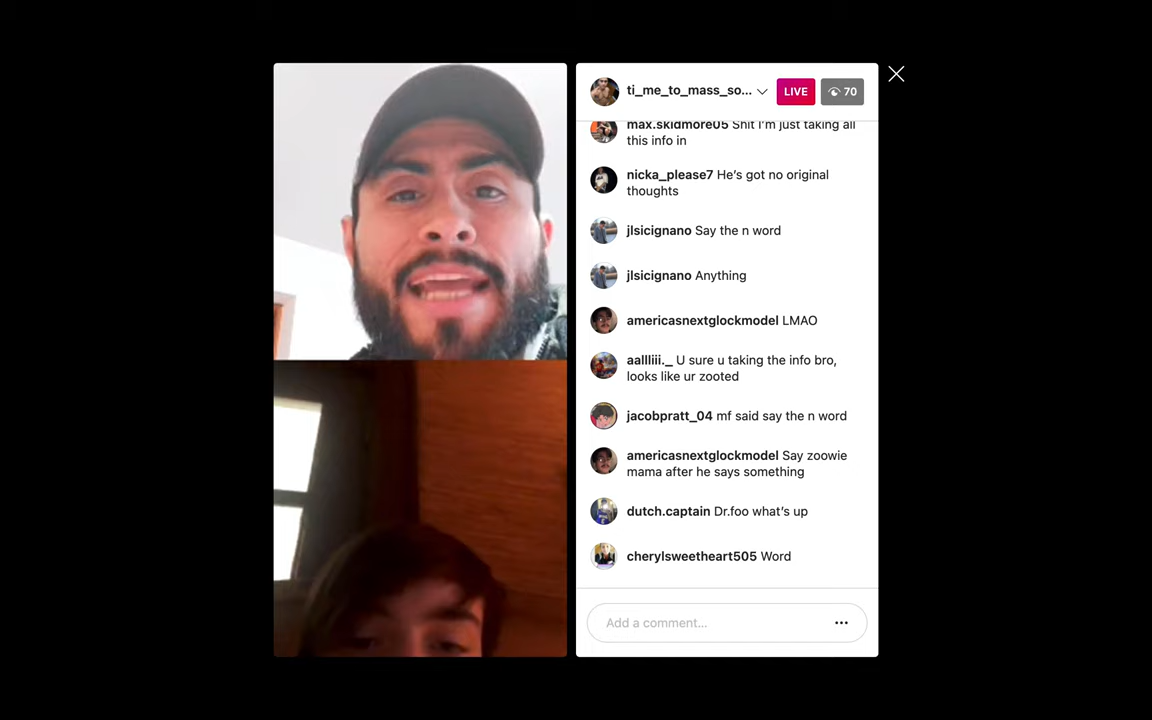 ti_me_to_mass_so...
LIVE
70
max.skidmore05 Shit I'm just taking all
this info in
nicka_please7 He's got no original
thoughts
jlsicignano Say the n word
jlsicignano Anything
americasnextglockmodel LMAO
aallliii._ U sure u taking the info bro,
looks like ur zooted
jacobpratt_04 mf said say the n word
americasnextglockmodel Say zoowie
mama after he says something
dutch.captain Dr.foo what's up
cherylsweetheart505 Word
Add a comment...